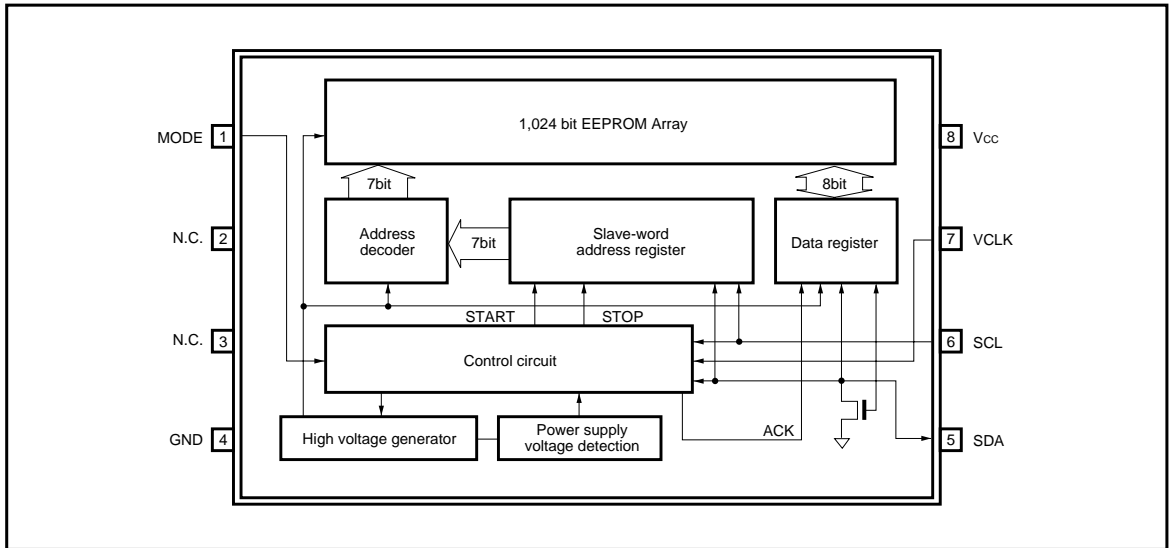 1,024 bit EEPROM Array
MODE 1
8 Vcc
7bit
8bit
N.C. 2
Address
decoder
7bit
Slave-word
address register
Data register
7 VCLK
START
STOP
N.C. 3
Control circuit
6 SCL
GND 4
High voltage generator
Power supply
voltage detection
ACK
5 SDA